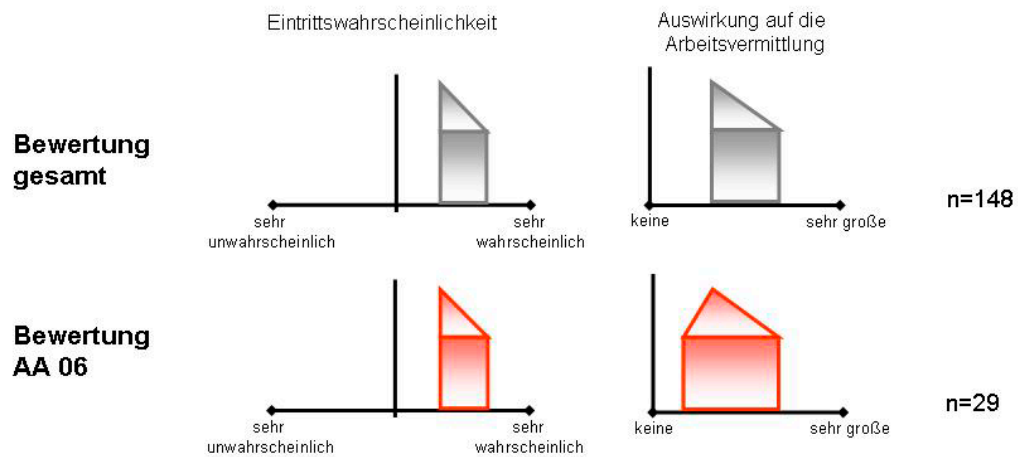 Eintrittswahrscheinlichkeit
Auswirkung auf die
Arbeitsvermittlung
Bewertung
gesamt
sehr
unwahrscheinlich
sehr
wahrscheinlich
keine
sehr große
n=148
Bewertung
AA 06
sehr
unwahrscheinlich
sehr
wahrscheinlich
keine
sehr große
n=29